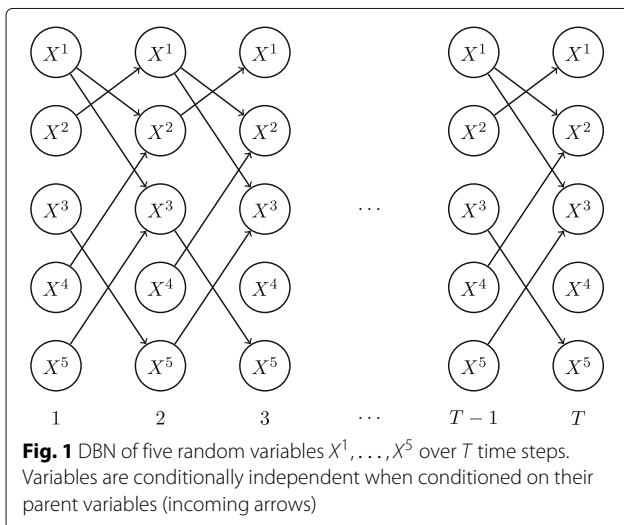 X¹ X¹ X¹ X¹ X¹
X² X² X² X² X²
X³ X³ X³ ... X³ X³
X⁴ X⁴ X⁴ X⁴ X⁴
X⁵ X⁵ X⁵ X⁵ X⁵
1 2 3 ... T − 1 T
Fig. 1 DBN of five random variables X¹, . . . , X⁵ over T time steps.
Variables are conditionally independent when conditioned on their
parent variables (incoming arrows)